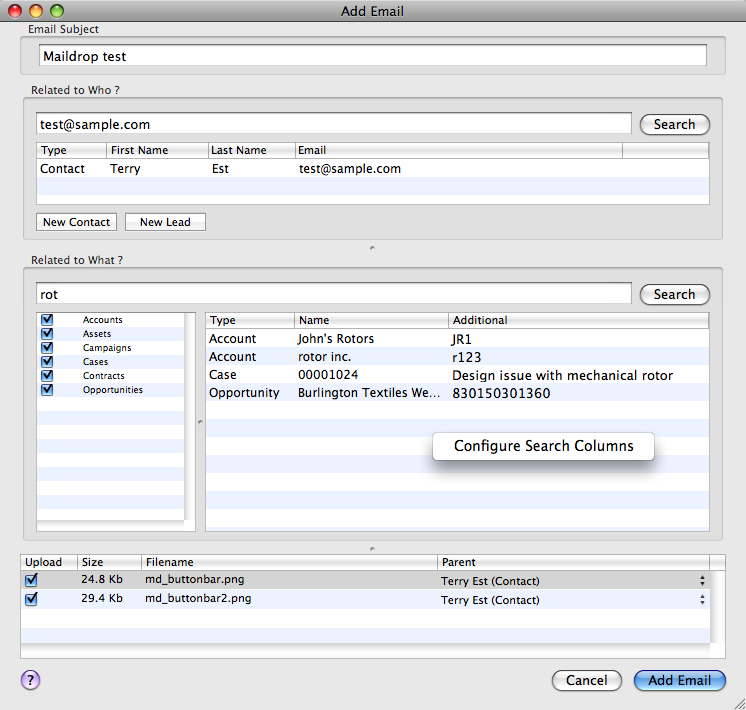 Add Email
Email Subject
Maildrop test
Related to Who ?
test@sample.com
Search
Type First Name Last Name Email
Contact Terry Est test@sample.com
New Contact New Lead
Related to What ?
rot
Search
Accounts
Assets
Campaigns
Cases
Contracts
Opportunities
Type Name Additional
Account John's Rotors JR1
Account rotor inc. r123
Case 00001024 Design issue with mechanical rotor
Opportunity Burlington Textiles We... 830150301360
Configure Search Columns
Upload Size Filename Parent
24.8 Kb md_buttonbar.png Terry Est (Contact)
29.4 Kb md_buttonbar2.png Terry Est (Contact)
? Cancel Add Email